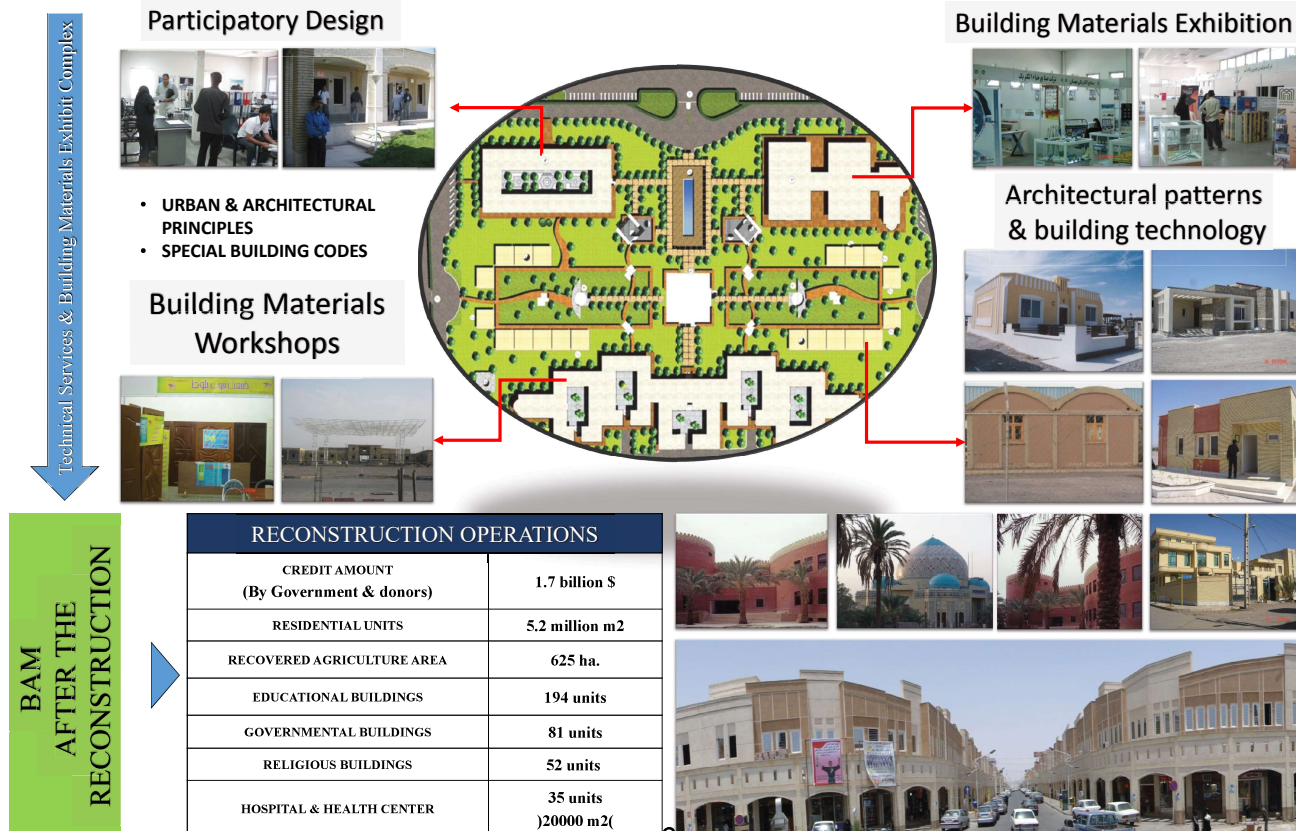 Technical Services & Building Materials Exhibit Complex
Participatory Design
• URBAN & ARCHITECTURAL
PRINCIPLES
• SPECIAL BUILDING CODES
Building Materials
Workshops
Building Materials Exhibition
Architectural patterns
& building technology
BAM
AFTER THE
RECONSTRUCTION
RECONSTRUCTION OPERATIONS
CREDIT AMOUNT
(By Government & donors)
1.7 billion $
RESIDENTIAL UNITS
5.2 million m2
RECOVERED AGRICULTURE AREA
625 ha.
EDUCATIONAL BUILDINGS
194 units
GOVERNMENTAL BUILDINGS
81 units
RELIGIOUS BUILDINGS
52 units
HOSPITAL & HEALTH CENTER
35 units
)20000 m2(